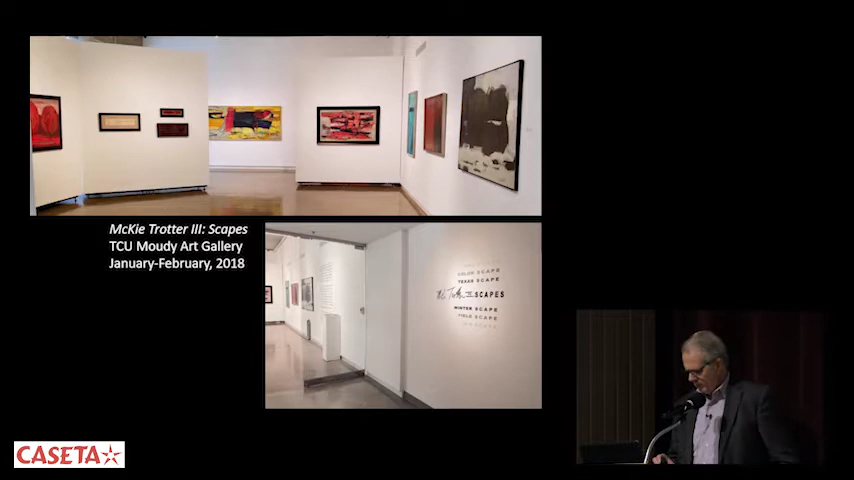 McKie Trotter III: Scapes
TCU Moudy Art Gallery
January-February, 2018
COLOR SCAPE
TEXAS SCAPE
SCAPES
WINTER SCAPE
FIELD SCAPE
CASETA